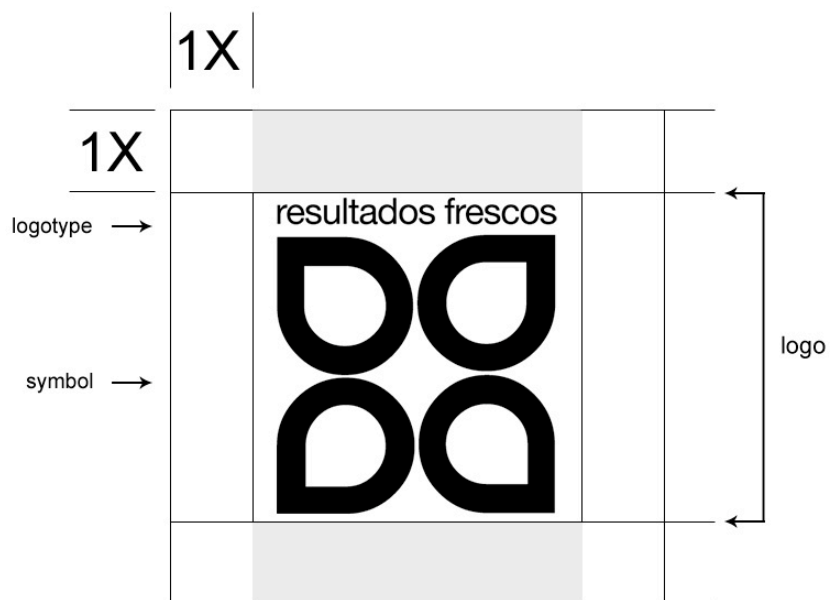 1X
1X
resultados frescos
logotype
symbol
logo